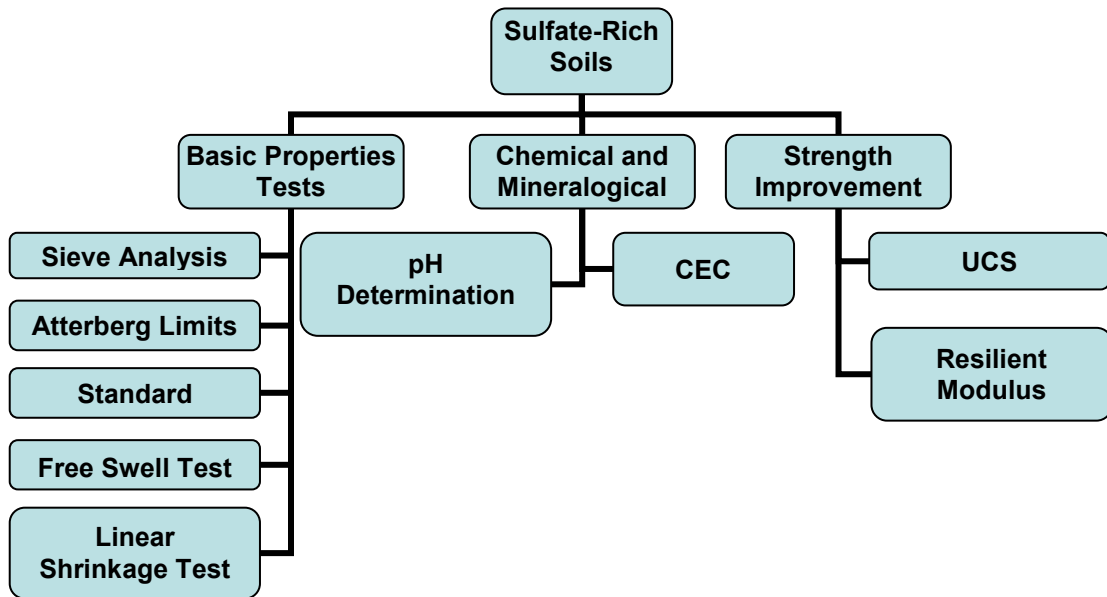 Sulfate-Rich
Soils
Basic Properties
Tests
Chemical and
Mineralogical
Strength
Improvement
Sieve Analysis
Atterberg Limits
Standard
Free Swell Test
Linear
Shrinkage Test
pH
Determination
CEC
UCS
Resilient
Modulus